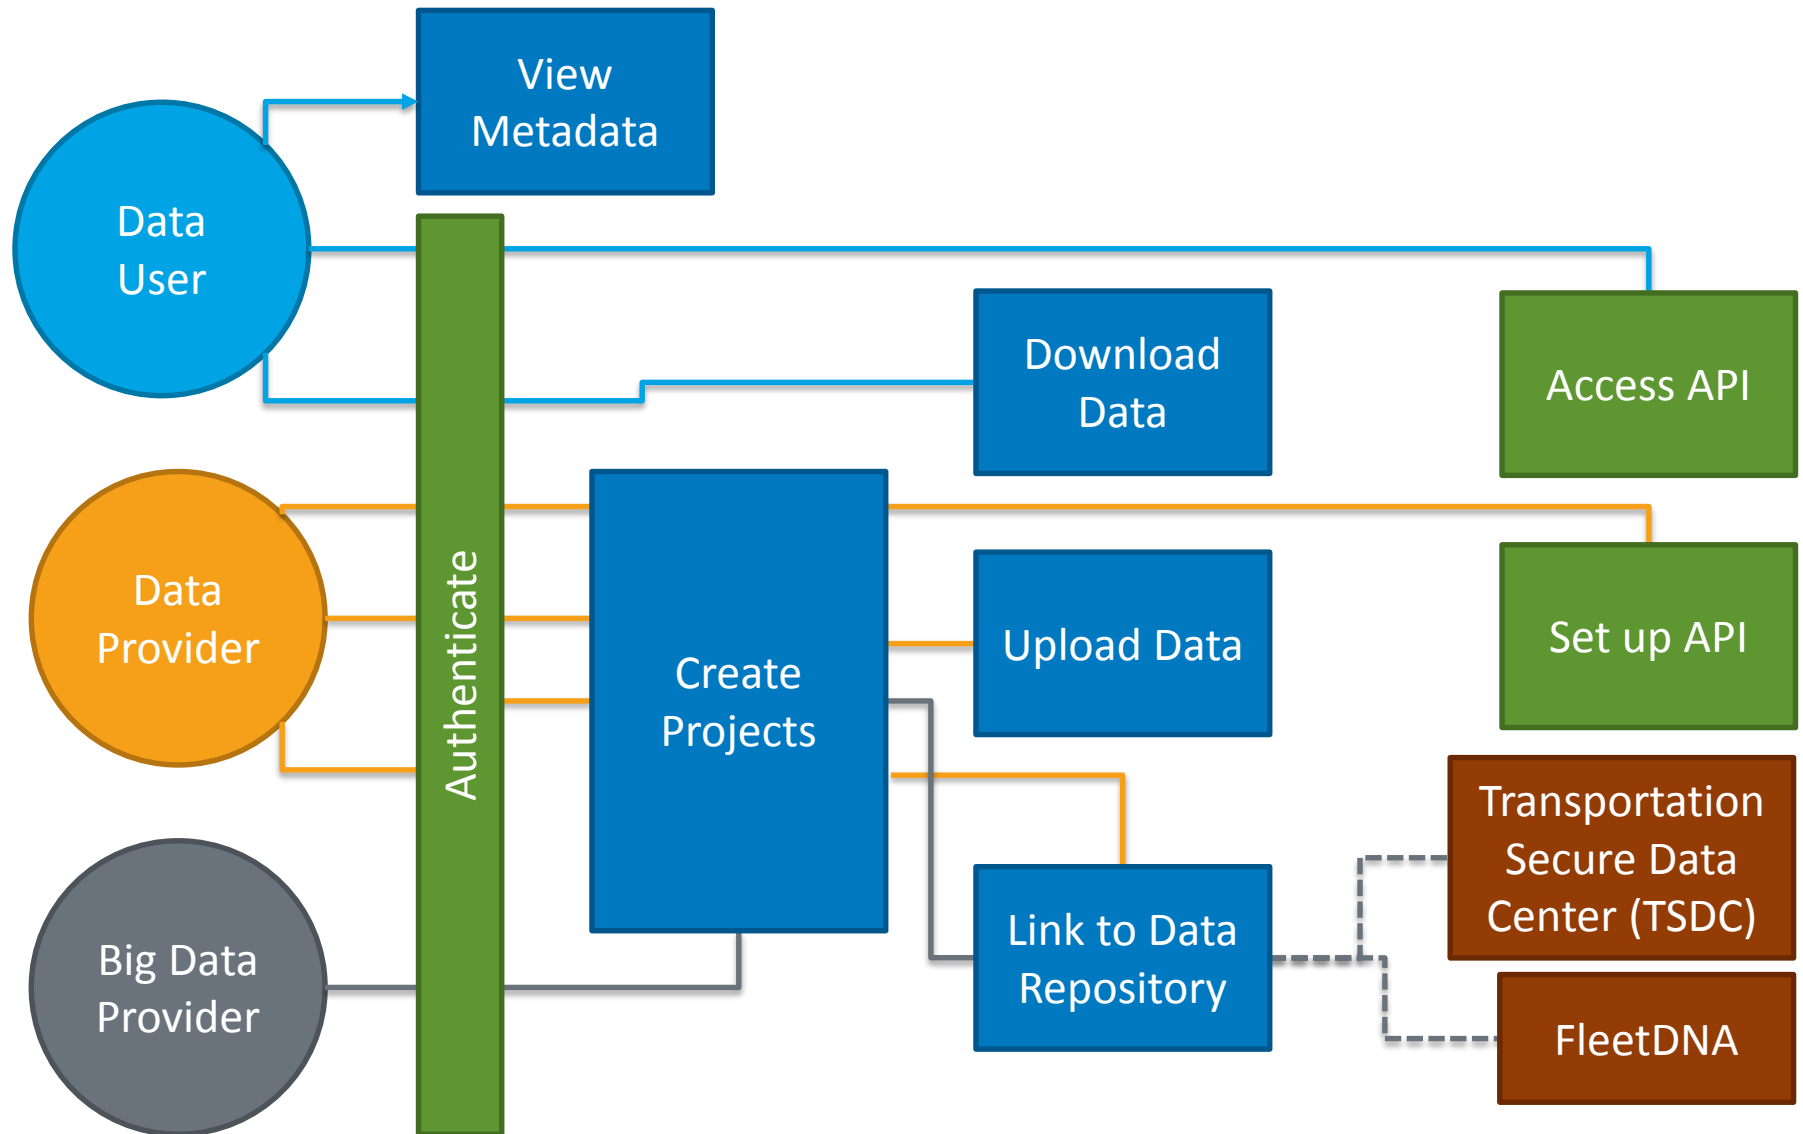 View
Metadata
Data
User
Download
Data
Access API
Authenticate
Data
Provider
Create
Projects
Upload Data
Set up API
Transportation
Secure Data
Center (TSDC)
Big Data
Provider
Link to Data
Repository
FleetDNA